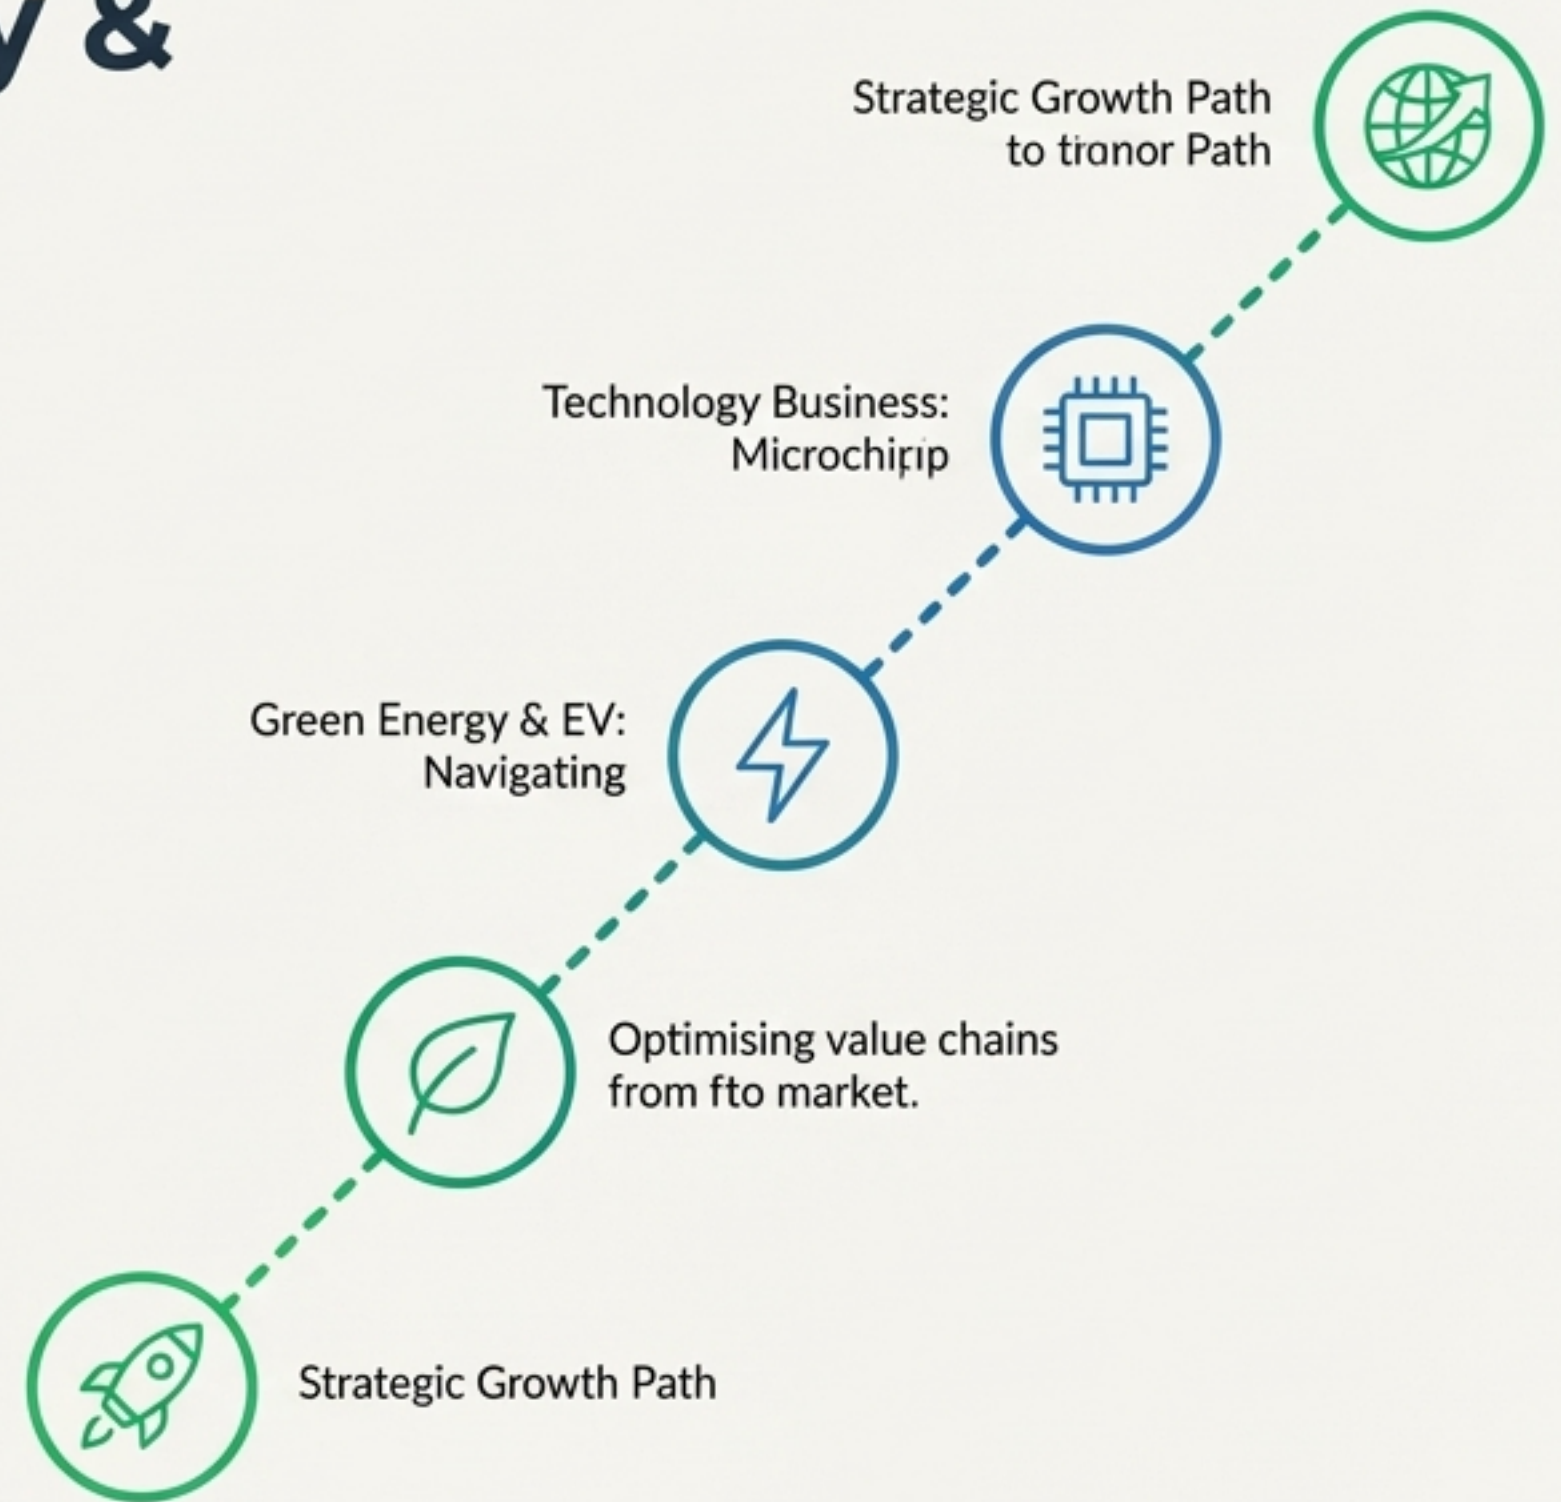 y &
Strategic Growth Path
to tranor Path
Technology Business:
Green Energy & EV:
Navigating
Optimising value chains
from fto market.
Strategic Growth Path